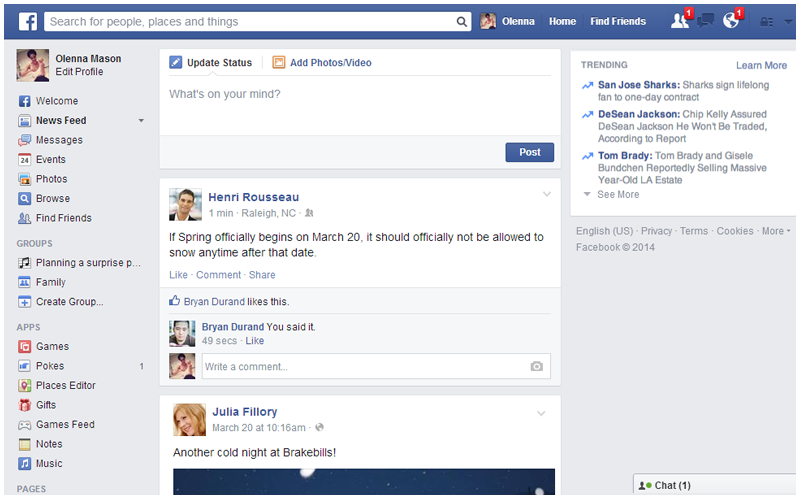 Search for people, places and things
Olenna Home Find Friends 1 1
Olenna Mason
Edit Profile
Welcome
News Feed
Messages
24 Events
Photos
Browse
Find Friends
GROUPS
Planning a surprise p...
Family
Create Group...
APPS
Games
Pokes 1
Places Editor
Gifts
Games Feed
Notes
Music
PAGES
Update Status Add Photos/Video
What's on your mind?
Post
Henri Rousseau
1 min · Raleigh, NC ·
If Spring officially begins on March 20, it should officially not be allowed to
snow anytime after that date.
Like · Comment · Share
Bryan Durand likes this.
Bryan Durand You said it.
49 secs · Like
Write a comment...
Julia Fillory
March 20 at 10:16am ·
Another cold night at Brakebills!
TRENDING Learn More
San Jose Sharks: Sharks sign lifelong
fan to one-day contract
DeSean Jackson: Chip Kelly Assured
DeSean Jackson He Won't Be Traded,
According to Report
Tom Brady: Tom Brady and Gisele
Bundchen Reportedly Selling Massive
Year-Old LA Estate
See More
English (US) · Privacy · Terms · Cookies · More
Facebook © 2014
Chat (1)